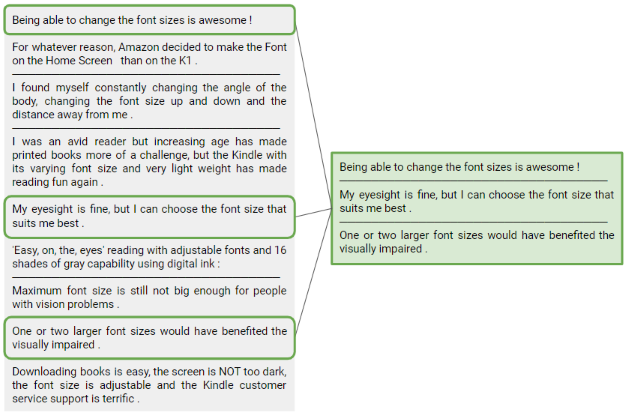 Being able to change the font sizes is awesome !
For whatever reason, Amazon decided to make the Font
on the Home Screen than on the K1 .
I found myself constantly changing the angle of the
body, changing the font size up and down and the
distance away from me .
I was an avid reader but increasing age has made
printed books more of a challenge, but the Kindle with
its varying font size and very light weight has made
reading fun again .
My eyesight is fine, but I can choose the font size that
suits me best .
'Easy, on, the, eyes' reading with adjustable fonts and 16
shades of gray capability using digital ink :
Maximum font size is still not big enough for people
with vision problems .
One or two larger font sizes would have benefited the
visually impaired .
Downloading books is easy, the screen is NOT too dark,
the font size is adjustable and the Kindle customer
service support is terrific .
Being able to change the font sizes is awesome !
My eyesight is fine, but I can choose the font size that
suits me best .
One or two larger font sizes would have benefited the
visually impaired .